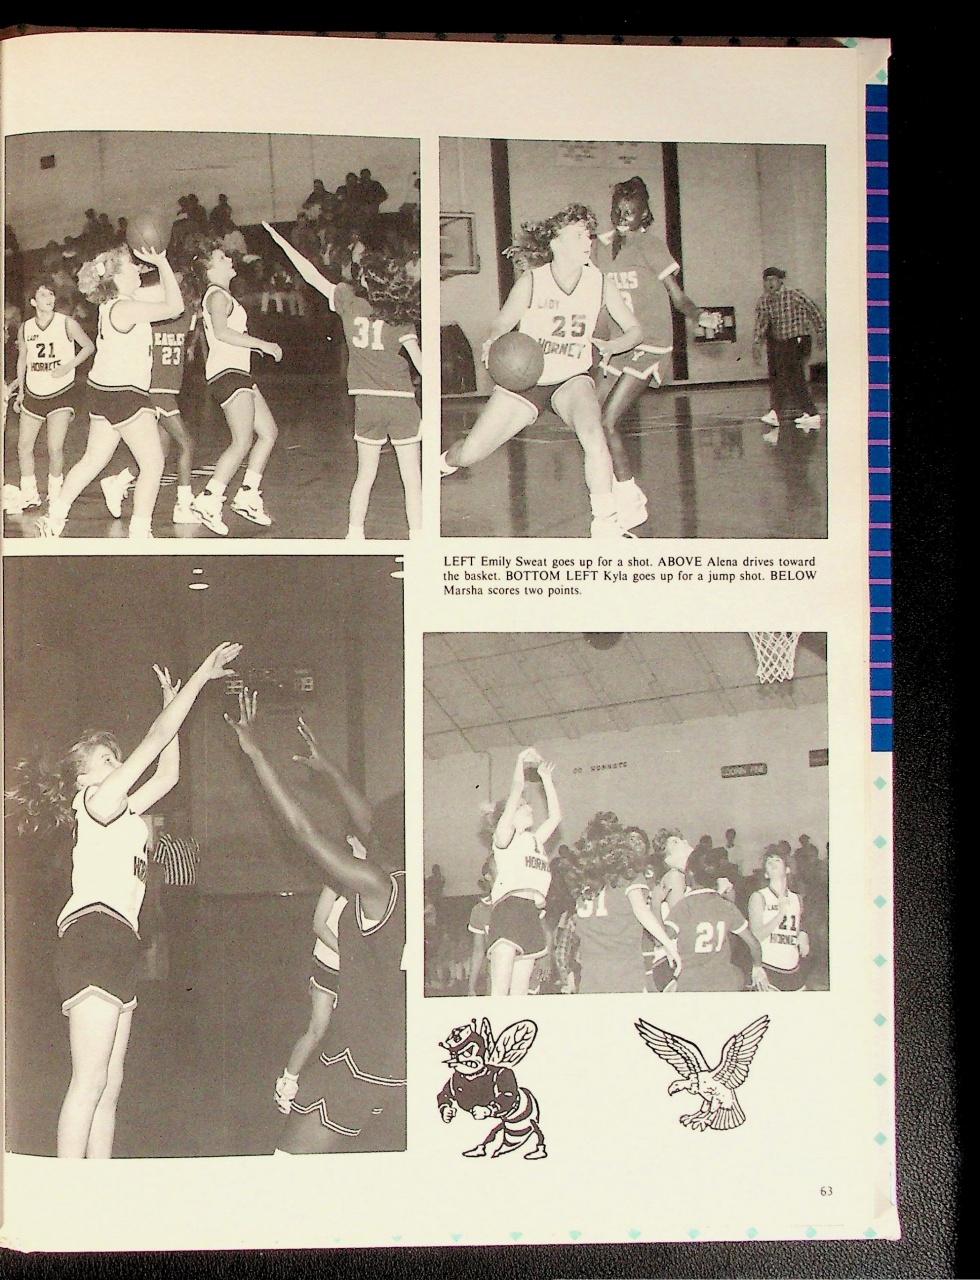 LADY
21
HORNETS
EAGLES
23
31
LADY
25
HORNET
LEFT Emily Sweat goes up for a shot. ABOVE Alena drives toward
the basket. BOTTOM LEFT Kyla goes up for a jump shot. BELOW
Marsha scores two points.
GO HORNETS
HORN
31
21
LADY
21
HORNE
63